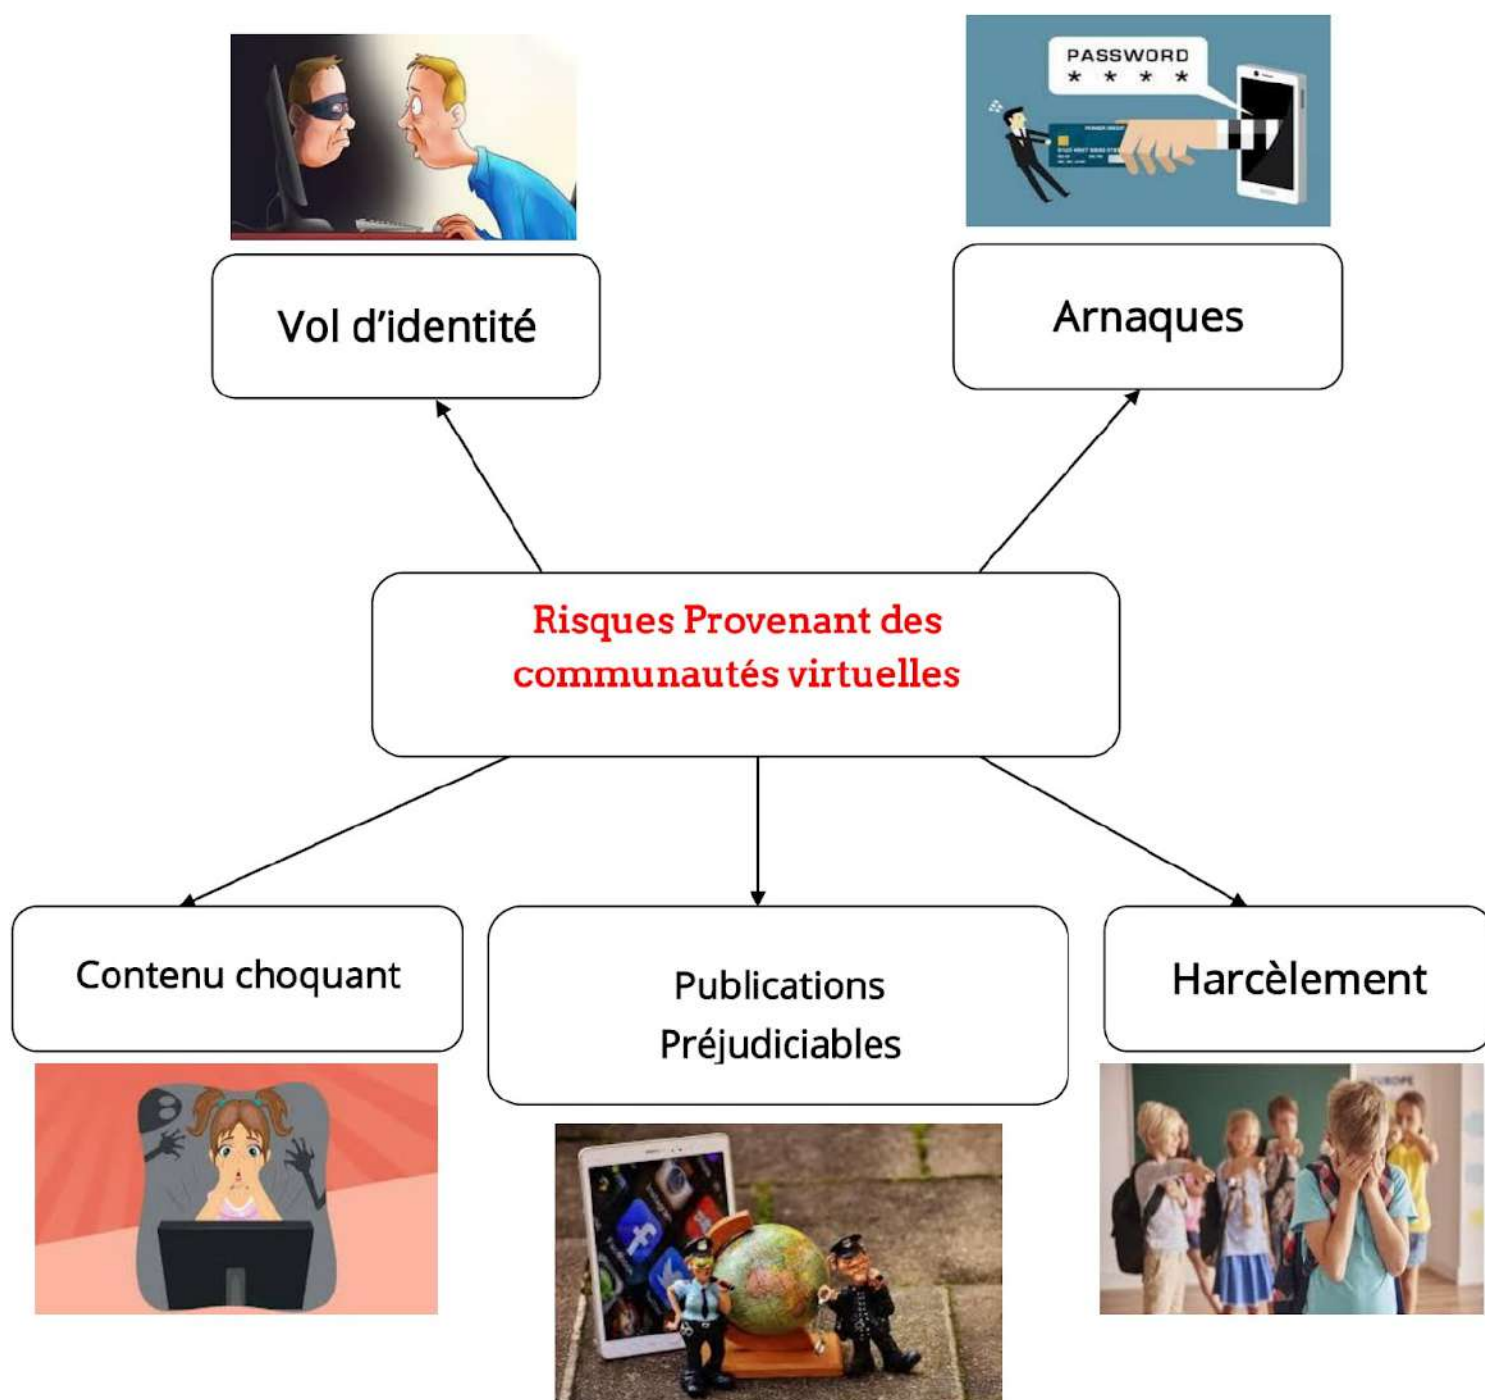 PASSWORD
* * * *
Vol d’identité
Arnaques
Risques Provenant des
communautés virtuelles
Contenu choquant
Publications
Préjudiciables
Harcèlement